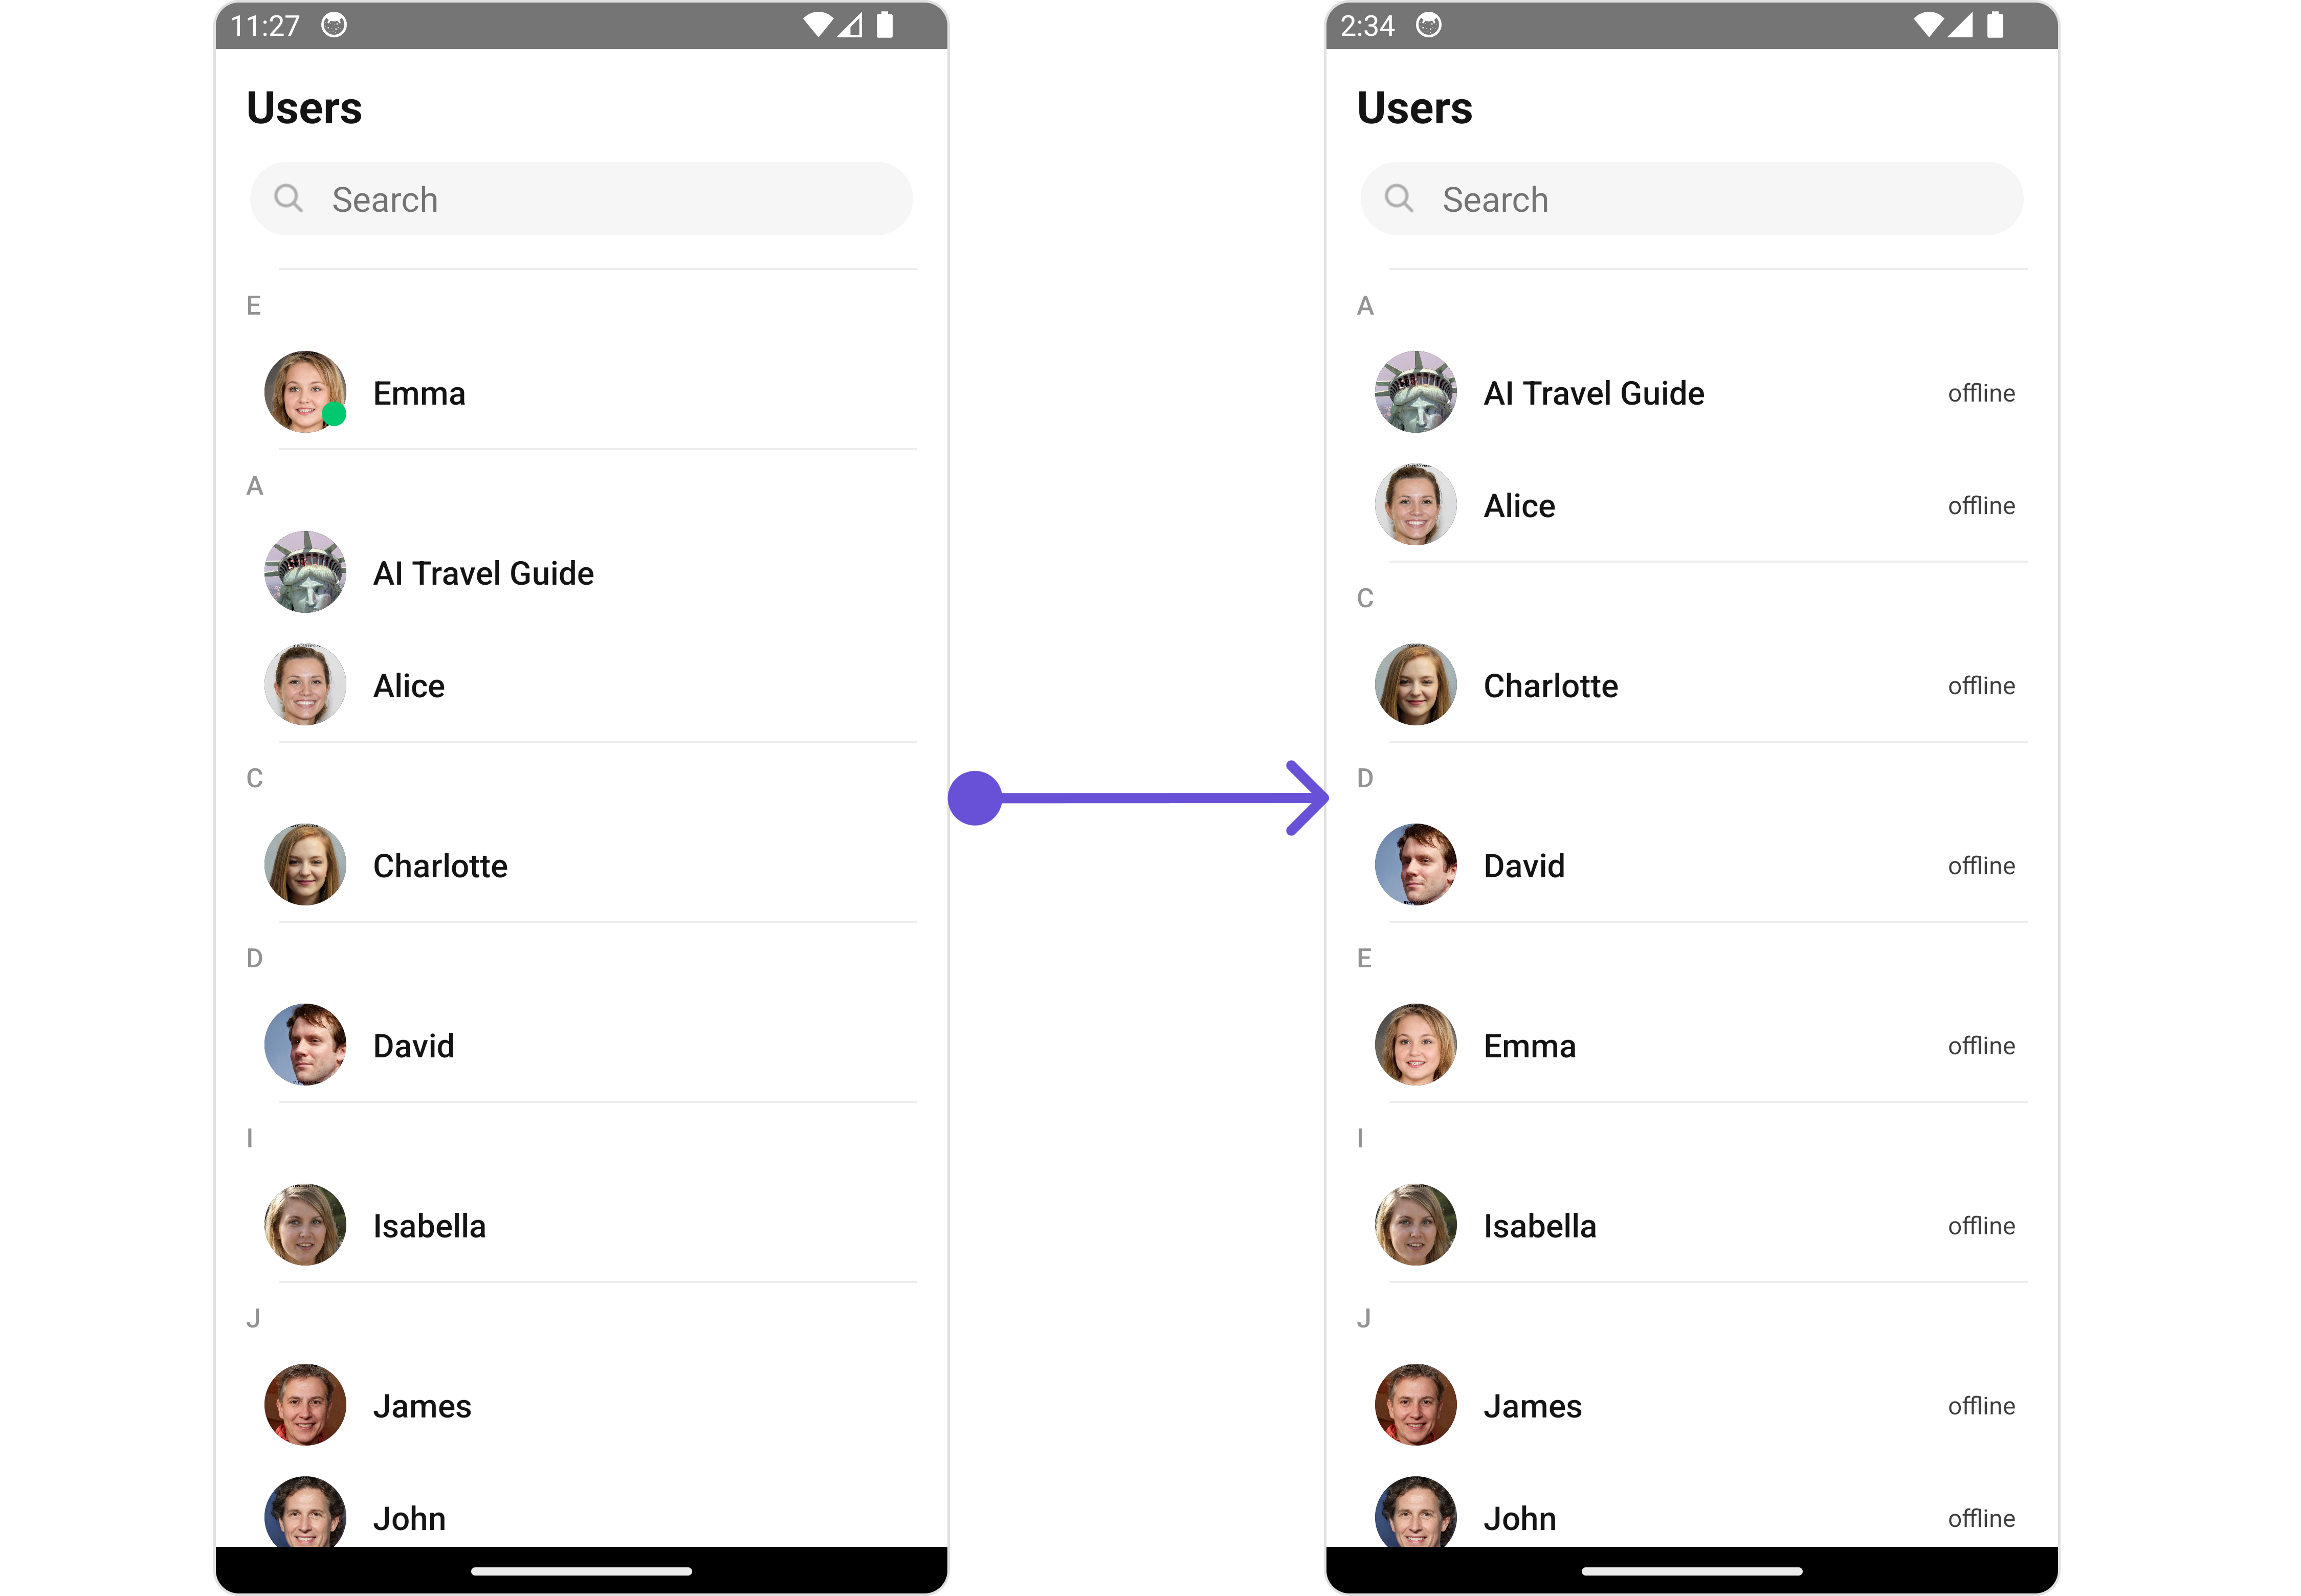 11:27
Users
Search
E
Emma
A
AI Travel Guide
Alice
C
Charlotte
D
David
I
Isabella
J
James
John
2:34
Users
Search
A
AI Travel Guide offline
Alice offline
C
Charlotte offline
D
David offline
E
Emma offline
I
Isabella offline
J
James offline
John offline